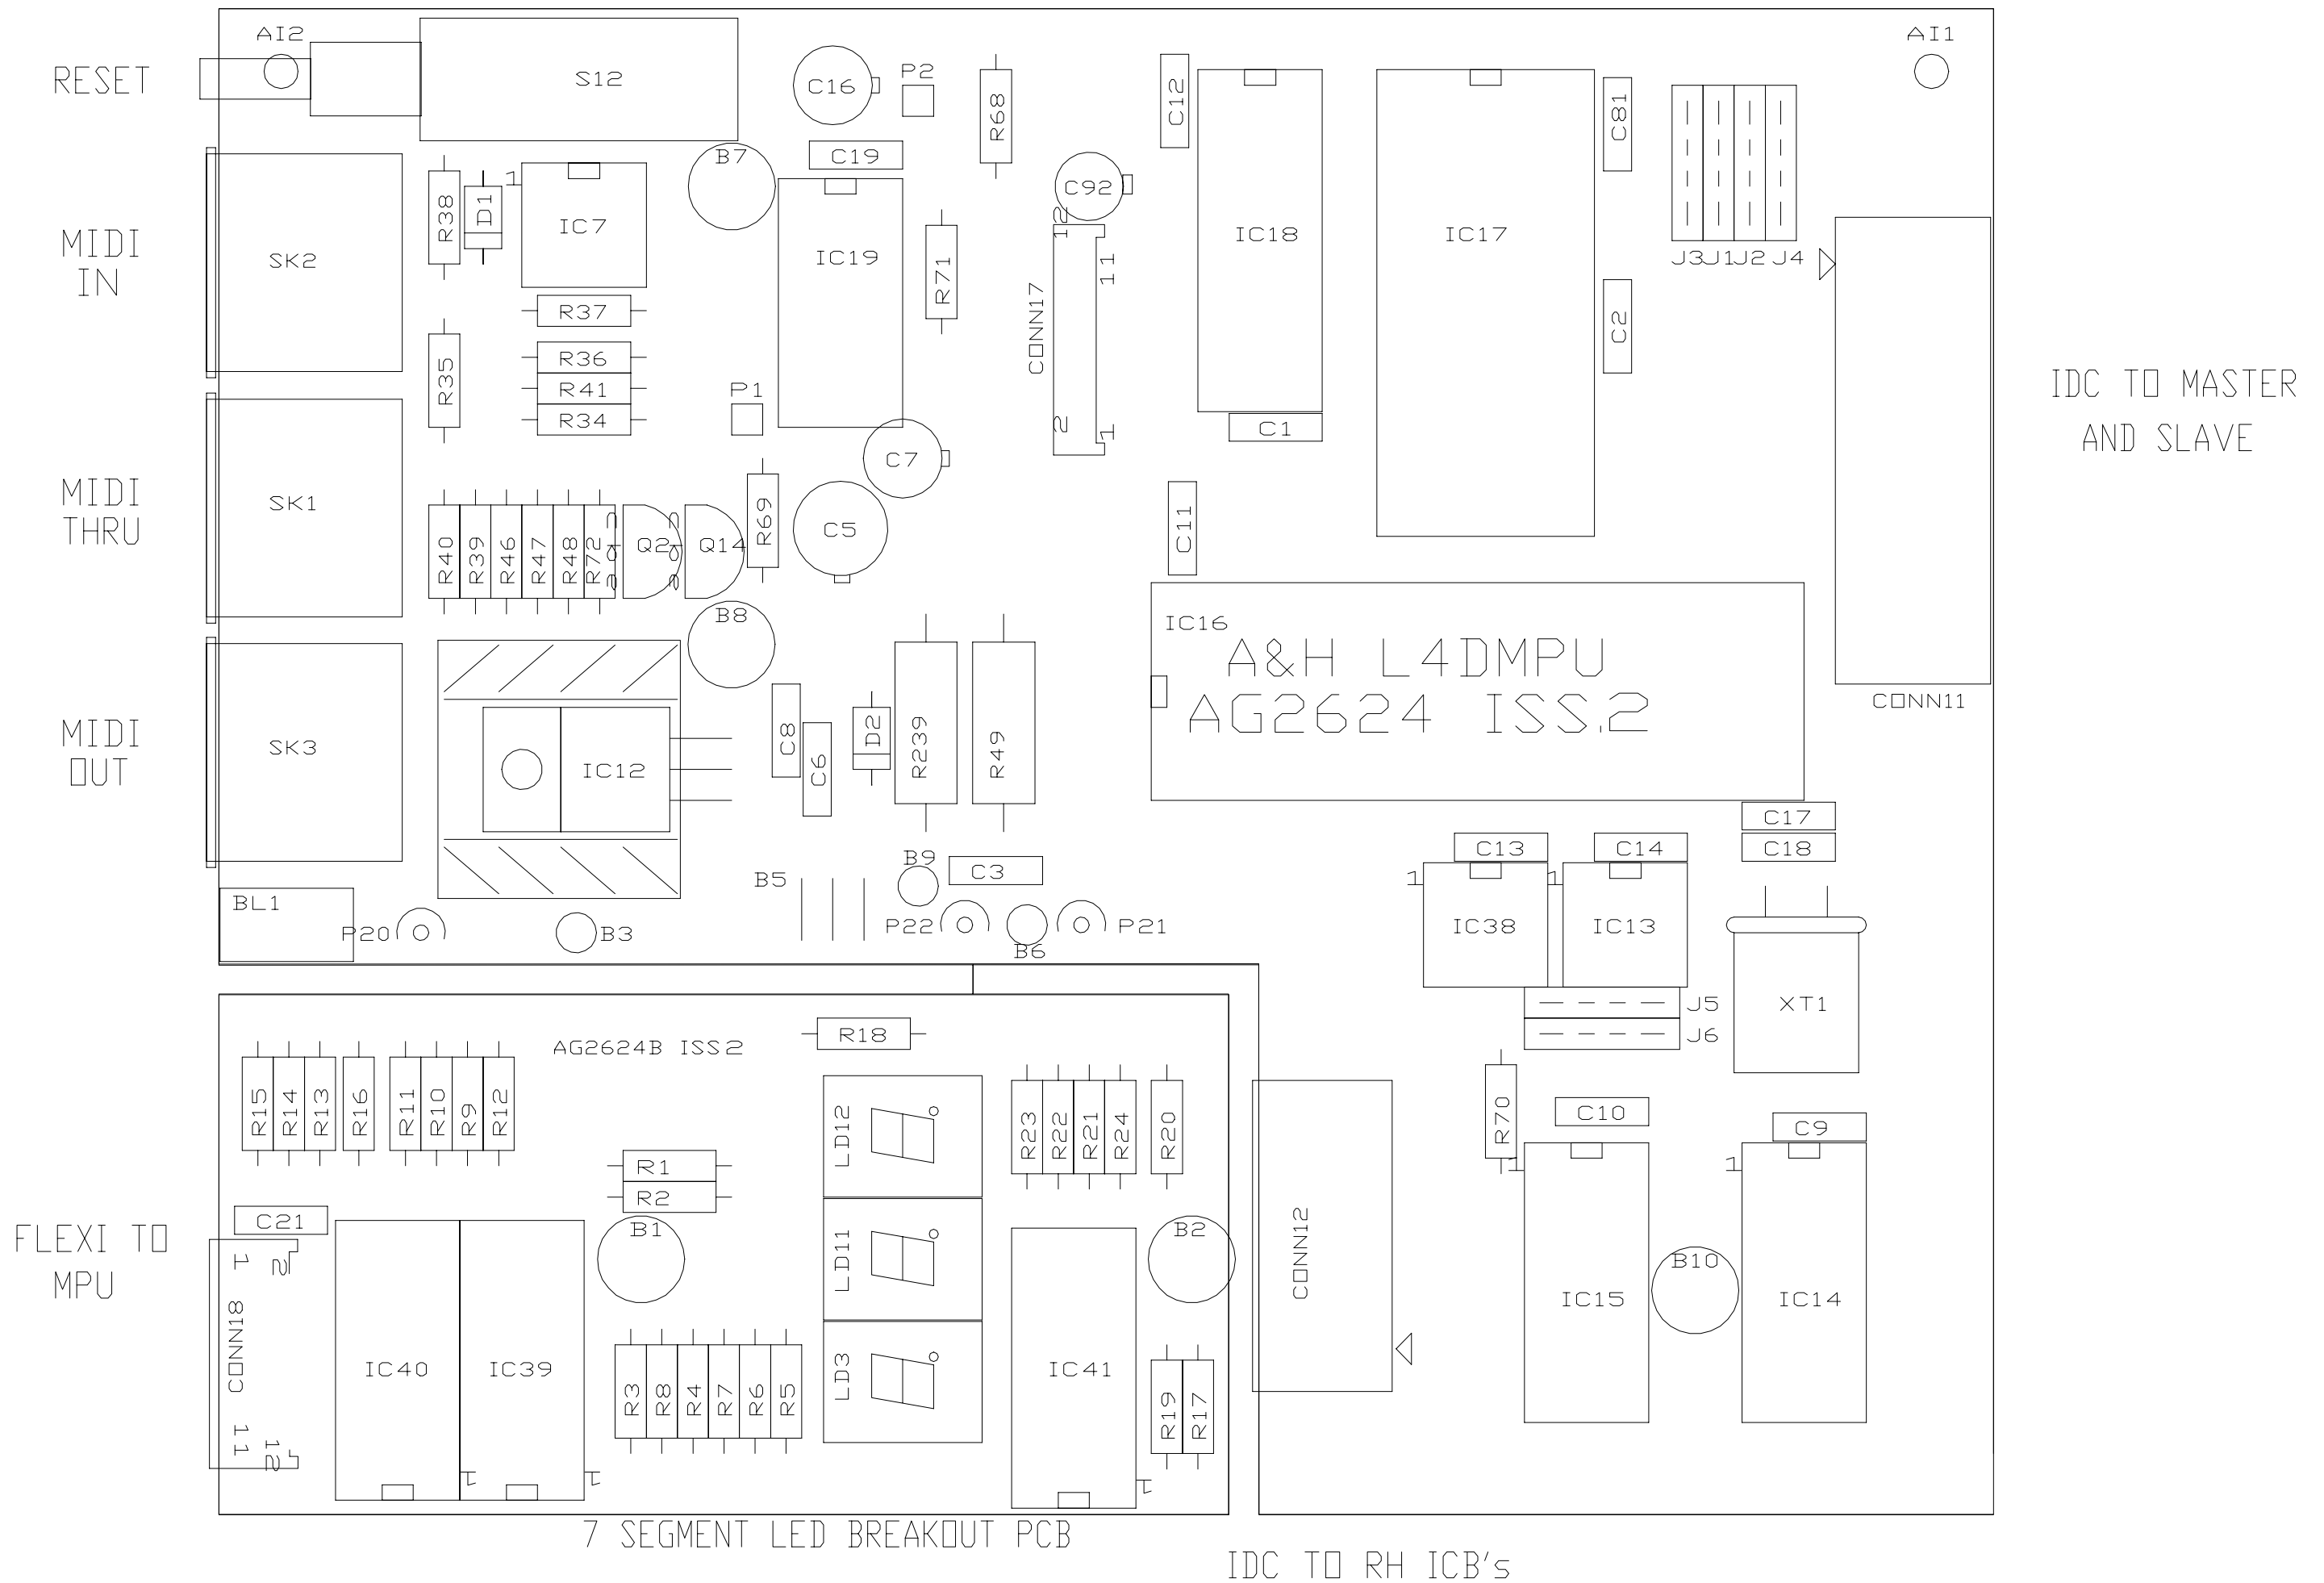 AI2
AI1
RESET
S12
C16
P2
R68
C12
C81
B7
C19
C92
1
R38
D1
IC7
IC19
12
IC18
IC17
MIDI
IN
SK2
R71
11
J3
J1
J2
J4
R37
CONN17
C2
R35
R36
R41
R34
P1
2
1
C1
IDC TO MASTER
AND SLAVE
C7
MIDI
THRU
SK1
R40
R39
R46
R47
R48
R72
Q2
Q14
R69
C5
C11
B8
IC16
A&H L4DMPU
AG2624 ISS.2
CONN11
MIDI
OUT
SK3
IC12
C8
C6
D2
R239
R49
C17
C13
C14
C18
B9
C3
B5
1
1
BL1
P20
B3
P22
P21
B6
IC38
IC13
J5
XT1
J6
R18
AG2624B ISS2
R15
R14
R13
R16
R11
R10
R9
R12
LD12
R23
R22
R21
R24
R20
R70
C10
C9
R1
R2
1
1
C21
B1
B2
FLEXI TO
MPU
1
2
LD11
CONN12
B10
IC15
IC14
CONN18
IC40
IC39
R3
R8
R4
R7
R6
R5
LD3
IC41
R19
R17
11
12
1
1
1
7 SEGMENT LED BREAKOUT PCB
IDC TO RH ICB's